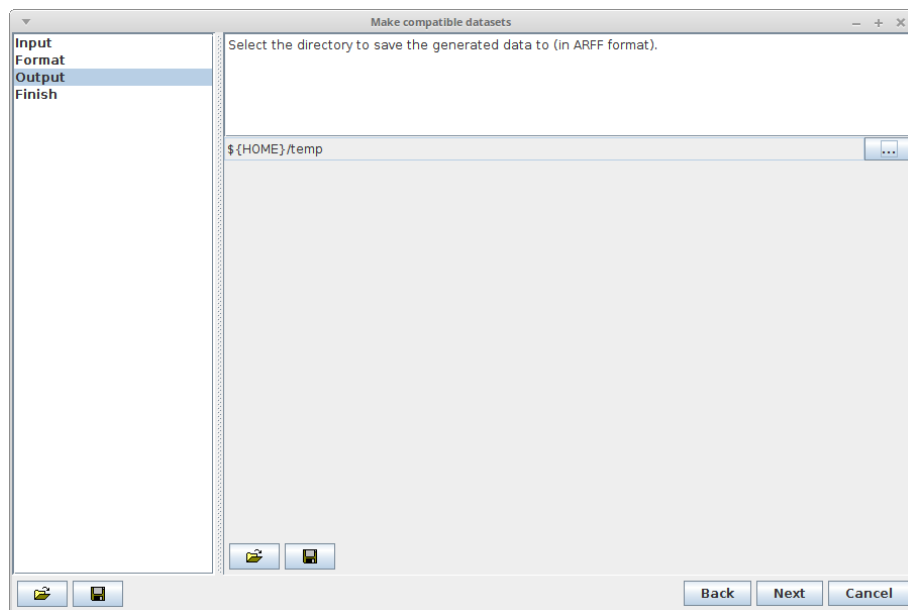 Make compatible datasets
Input
Format
Output
Finish
Select the directory to save the generated data to (in ARFF format).
${HOME}/temp
...
Back
Next
Cancel